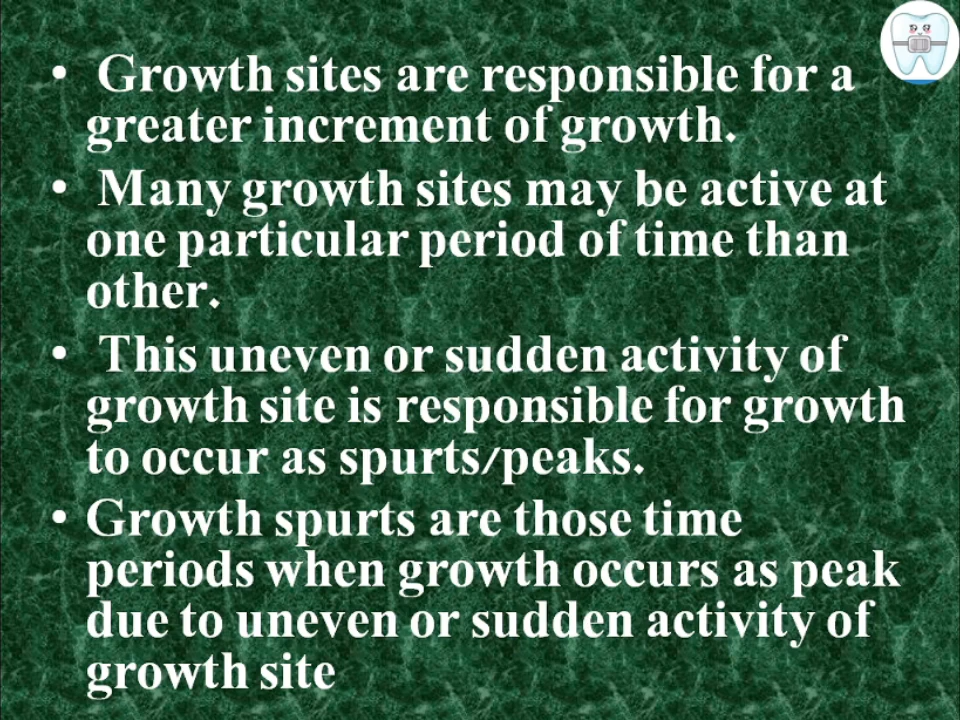 • Growth sites are responsible for a
greater increment of growth.
• Many growth sites may be active at
one particular period of time than
other.
• This uneven or sudden activity of
growth site is responsible for growth
to occur as spurts/peaks.
• Growth spurts are those time
periods when growth occurs as peak
due to uneven or sudden activity of
growth site